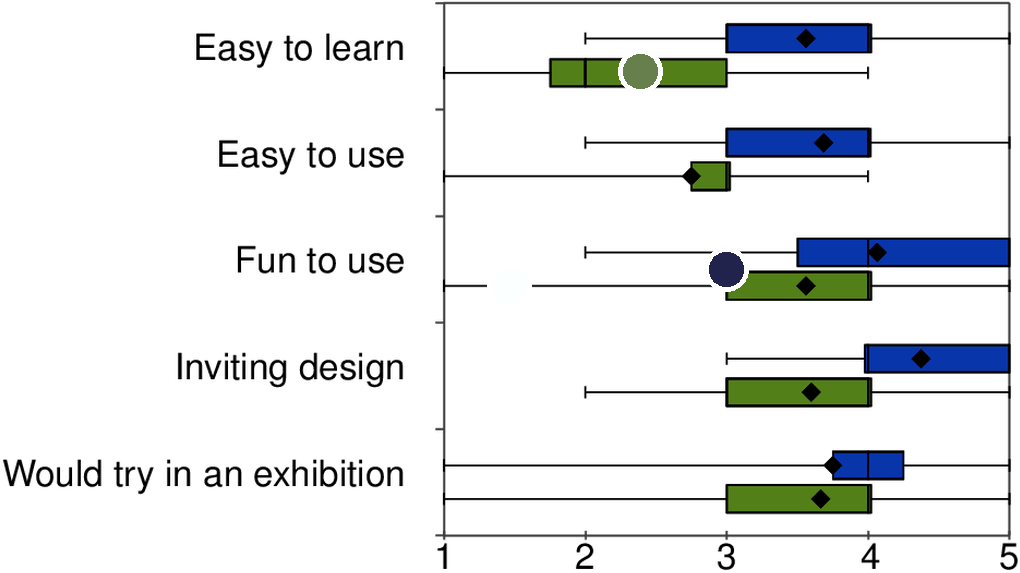 Easy to learn
Easy to use
Fun to use
Inviting design
Would try in an exhibition
1 2 3 4 5